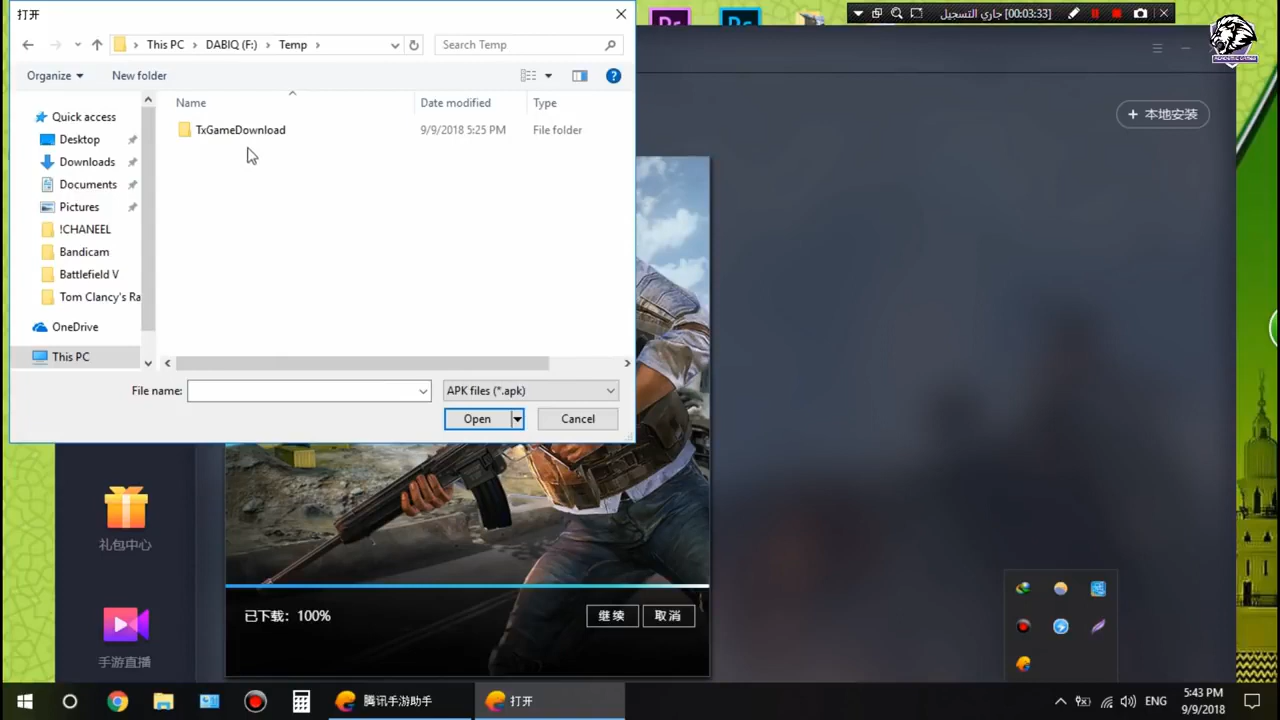 打开
This PC
DABIQ (F:)
Temp
Search Temp
Organize
New folder
Name
Date modified
Type
TxGameDownload
9/9/2018 5:25 PM
File folder
Quick access
Desktop
Downloads
Documents
Pictures
!CHANEEL
Bandicam
Battlefield V
Tom Clancy's Ra
OneDrive
This PC
File name:
APK files (*.apk)
Open
Cancel
جاري التسجيل [00:03:33]
Pr
ACADEMIC GAMES
+ 本地安装
礼包中心
手游直播
已下载：100%
继续
取消
腾讯手游助手
打开
ENG
5:43 PM
9/9/2018